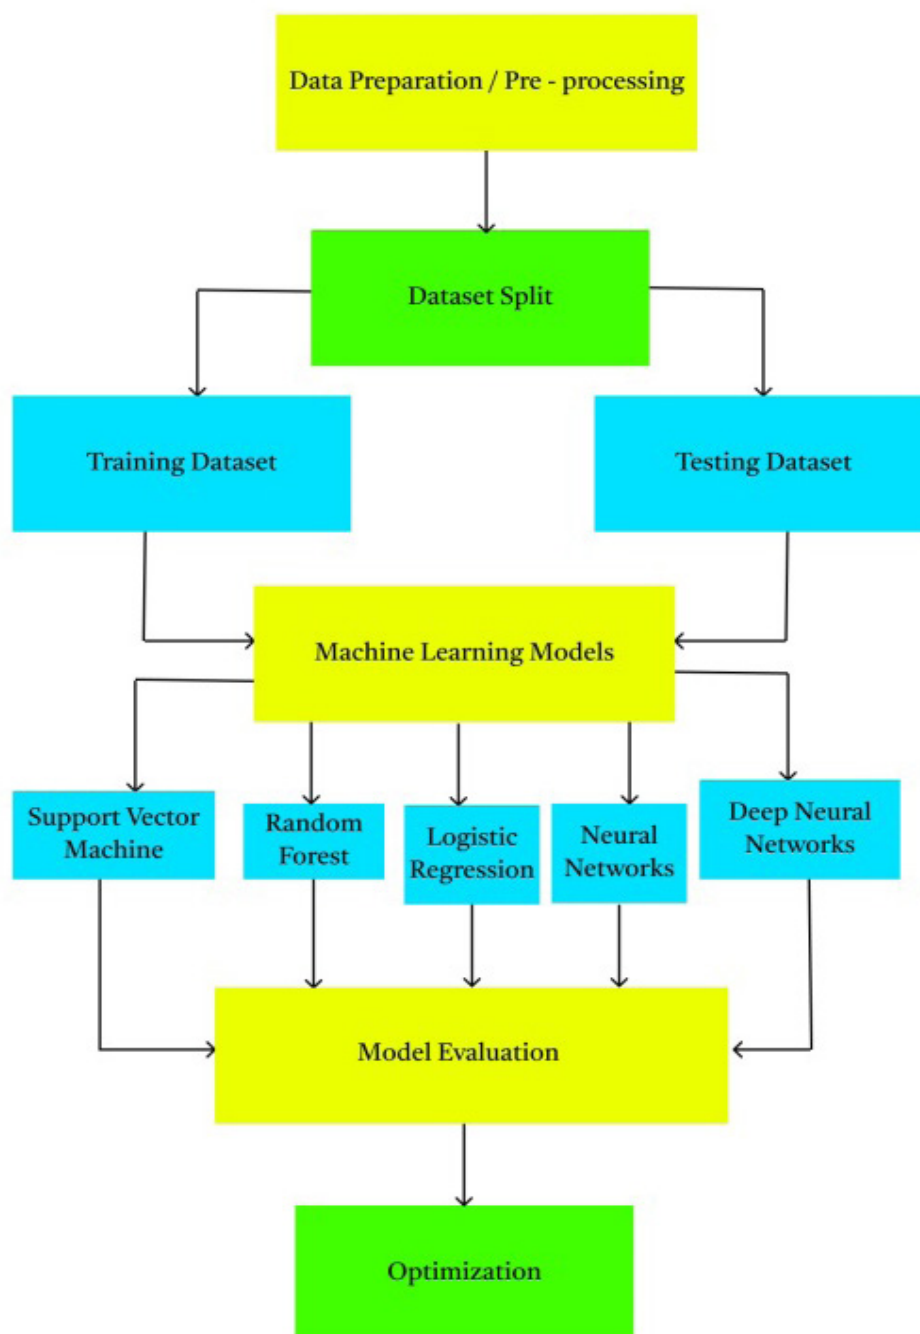 Data Preparation / Pre - processing
Dataset Split
Training Dataset
Testing Dataset
Machine Learning Models
Support Vector
Machine
Random
Forest
Logistic
Regression
Neural
Networks
Deep Neural
Networks
Model Evaluation
Optimization